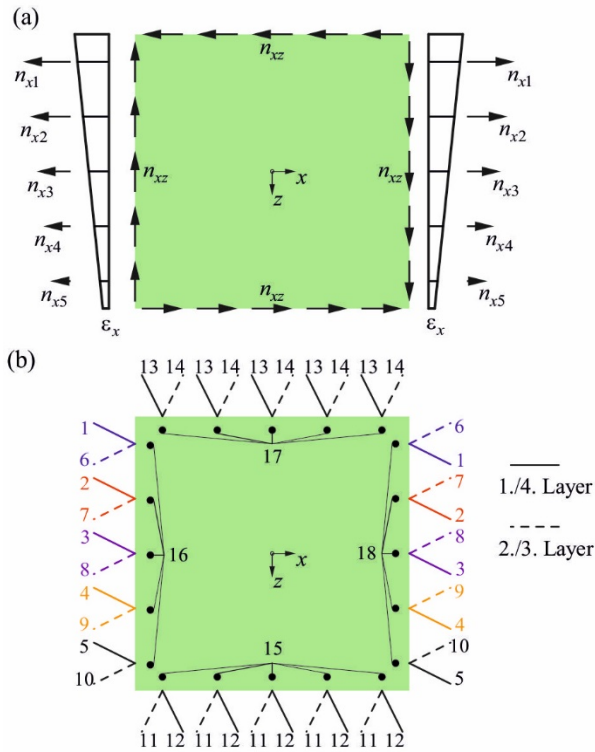 (a)
n_xz
n_x1 n_x1
n_x2 n_x2
n_x3 n_xz x n_xz n_x3
z
n_x4 n_x4
n_xz
n_x5 n_x5
ε_x ε_x
(b)
13 14 13 14 13 14 13 14 13 14
1 6
17
6 1
2 7
1./4. Layer
7 2
3 8
16 x 18
2./3. Layer
8 3
z
4 9
9 4
5 15 10
10 5
11 12 11 12 11 12 11 12 11 12